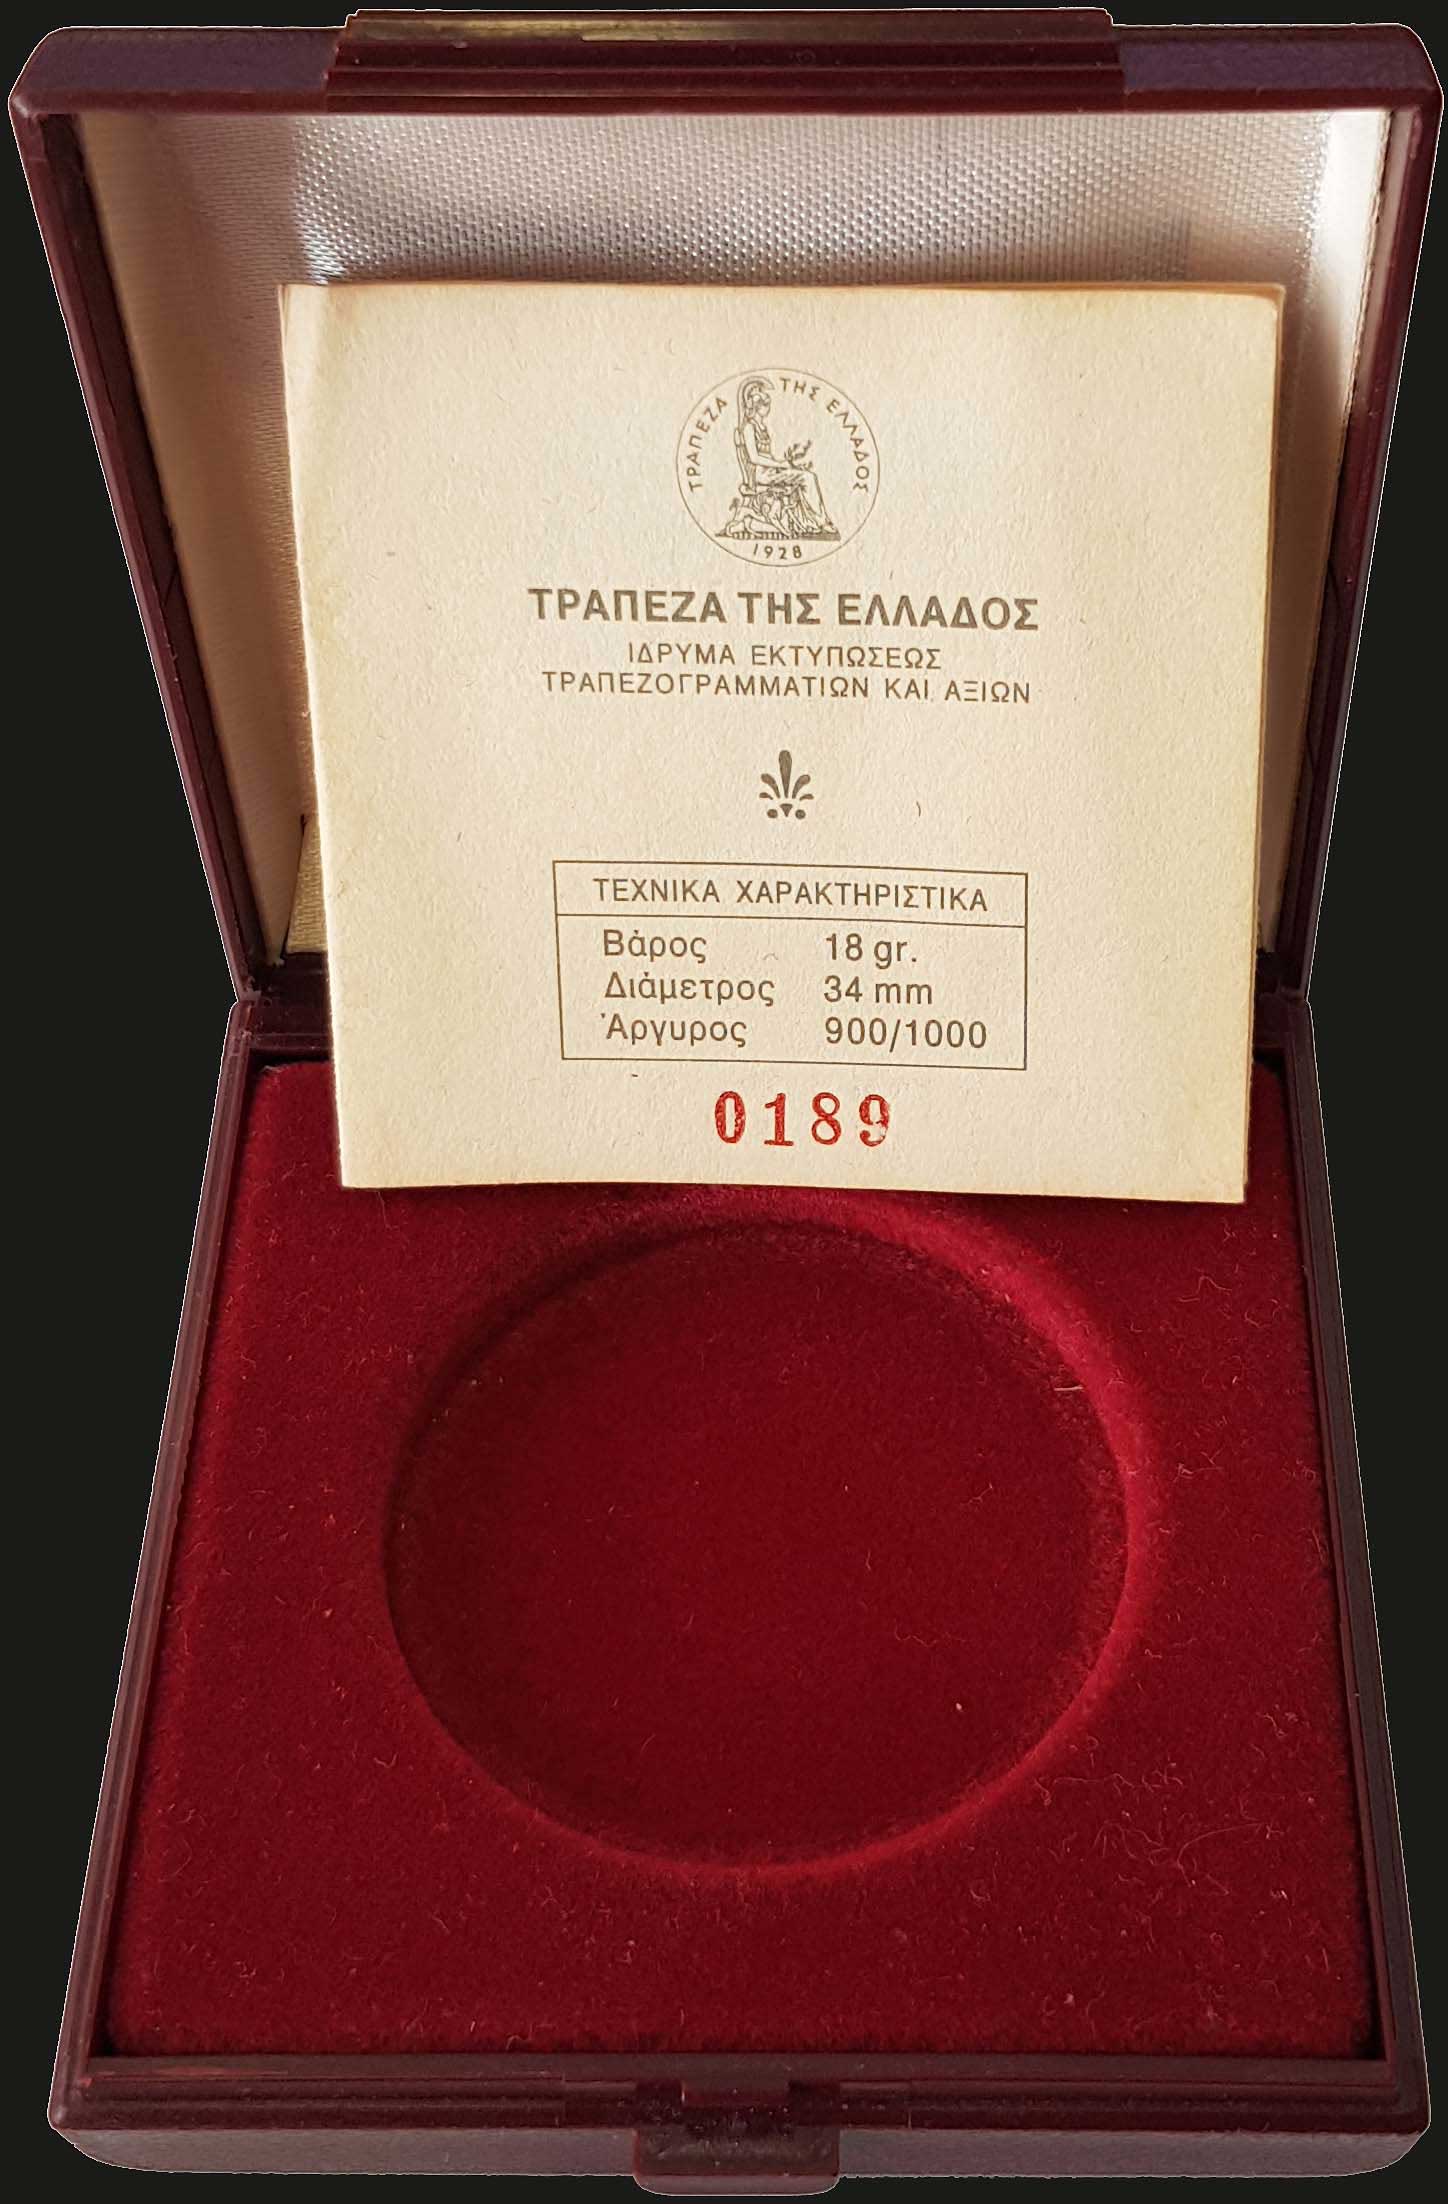 ΤΡΑΠΕΖΑ ΤΗΣ ΕΛΛΑΔΟΣ
1928
ΤΡΑΠΕΖΑ ΤΗΣ ΕΛΛΑΔΟΣ
ΙΔΡΥΜΑ ΕΚΤΥΠΩΣΕΩΣ
ΤΡΑΠΕΖΟΓΡΑΜΜΑΤΙΩΝ ΚΑΙ ΑΞΙΩΝ
ΤΕΧΝΙΚΑ ΧΑΡΑΚΤΗΡΙΣΤΙΚΑ
Βάρος 18 gr.
Διάμετρος 34 mm
Άργυρος 900/1000
0189